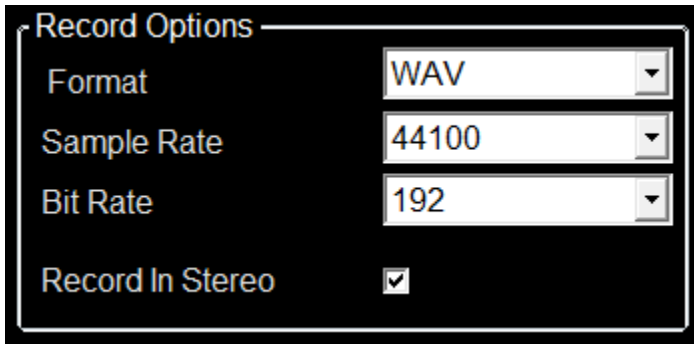 Record Options
Format WAV
Sample Rate 44100
Bit Rate 192
Record In Stereo